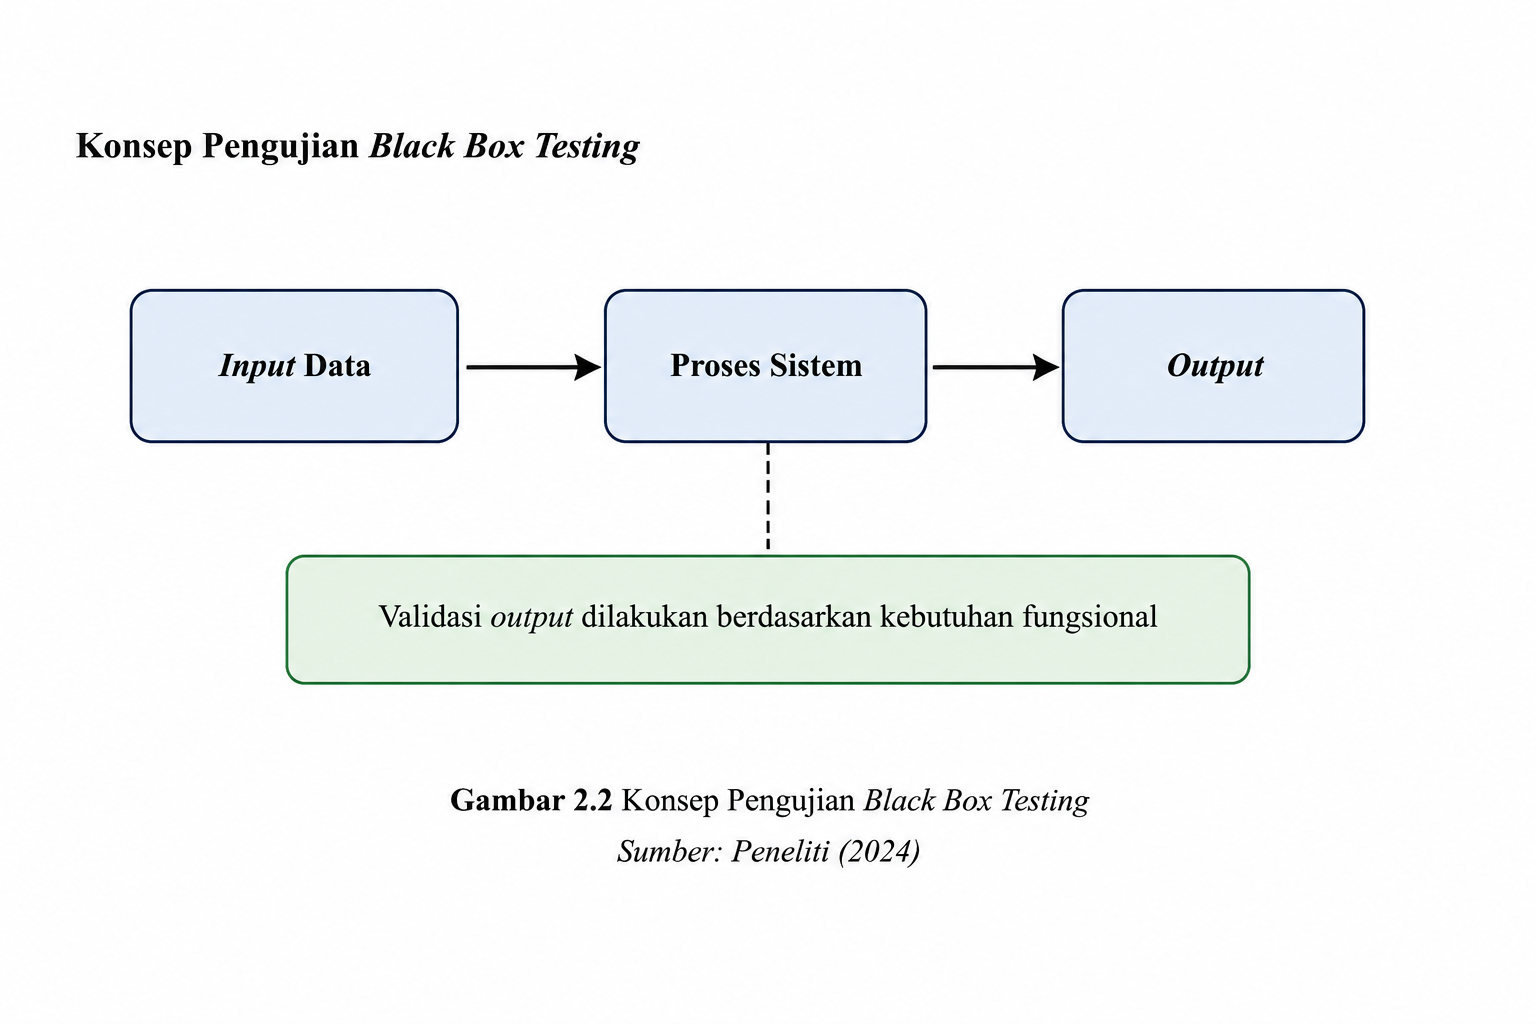 Konsep Pengujian Black Box Testing
Input Data
Proses Sistem
Output
Validasi output dilakukan berdasarkan kebutuhan fungsional
Gambar 2.2 Konsep Pengujian Black Box Testing
Sumber: Peneliti (2024)